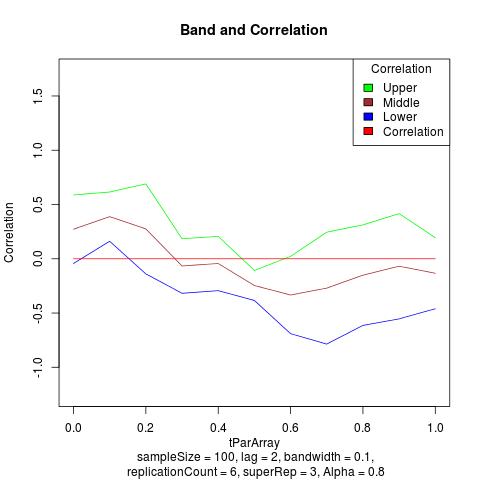 Band and Correlation
Correlation
Upper
Middle
Lower
Correlation
Correlation
1.5
1.0
0.5
0.0
-0.5
-1.0
0.0 0.2 0.4 0.6 0.8 1.0
tParArray
sampleSize = 100, lag = 2, bandwidth = 0.1,
replicationCount = 6, superRep = 3, Alpha = 0.8